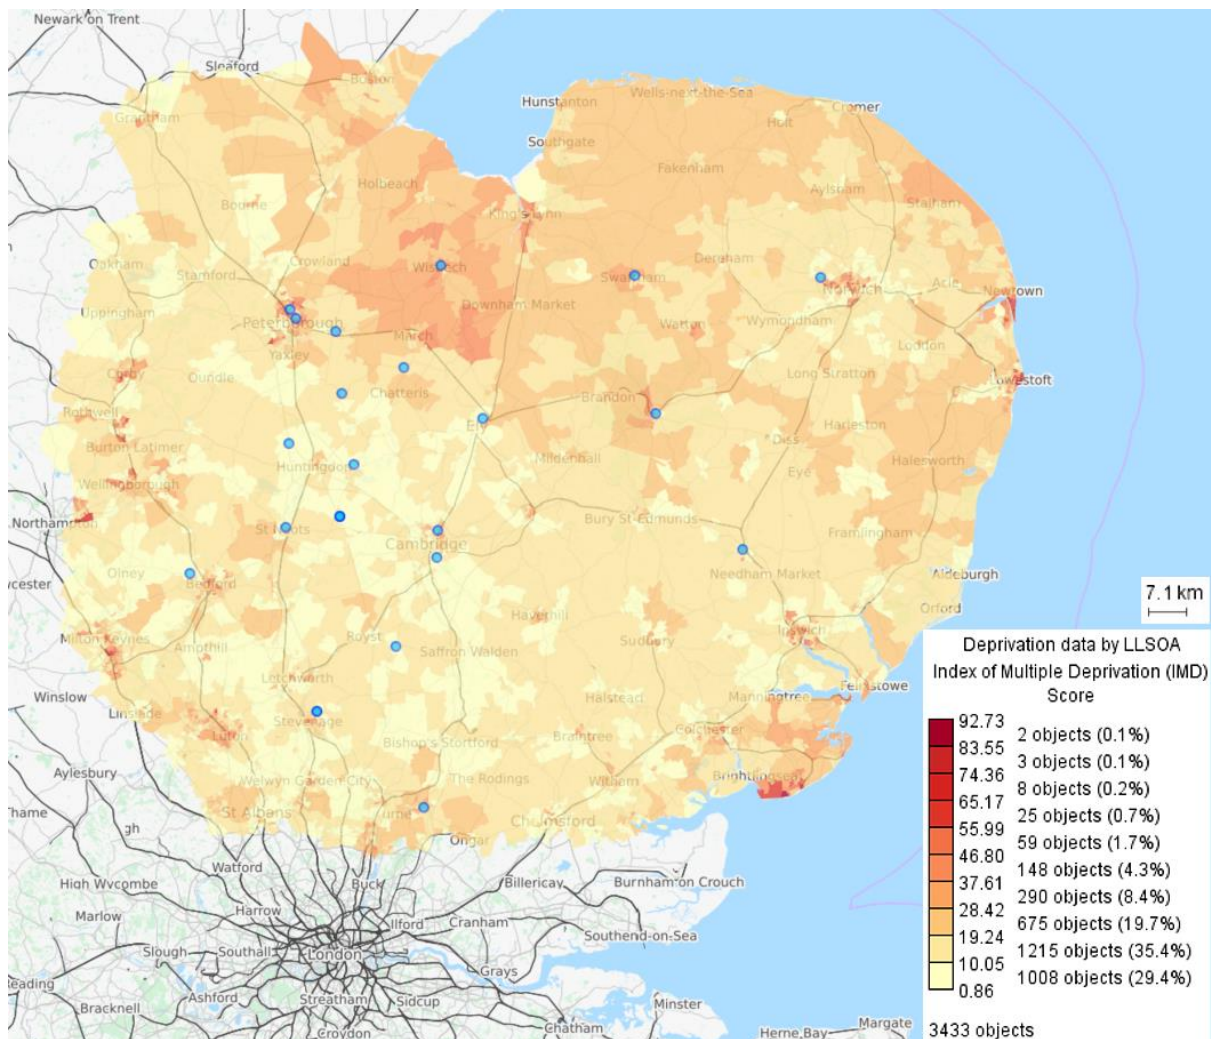 Newark on Trent
Sleaford
Boston
Hunstanton
Wells-next-the-Sea
Cromer
Grantham
Southgate
Holt
Fakenham
Holbeach
Aylsham
Bourne
King's Lynn
Stalham
Oakham
Crowland
Wisbech
Swaffham
Dereham
Stamford
Norwich
Acle
Newtown
Uppingham
Downham Market
Peterborough
Watton
Wymondham
March
Yaxley
Loddon
Corby
Oundle
Chatteris
Long Stratton
Lowestoft
Rothwell
Brandon
Ely
Harleston
Burton Latimer
Diss
Huntingdon
Mildenhall
Halesworth
Eye
Wellingborough
Northampton
St Neots
Bury St-Edmunds
Framlingham
Cambridge
Olney
Needham Market
Aldeburgh
Bedford
Haverhill
Orford
Milton Keynes
Royst
Sudbury
Ipswich
Ampthill
Saffron Walden
Letchworth
Winslow
Halstead
Manningtree
Felixstowe
Linslade
Stevenage
Luton
Colchester
Bishop's Stortford
Braintree
Aylesbury
Welwyn Garden City
The Rodings
Witham
Brightlingsea
Thame
St Albans
Chelmsford
Ongar
Watford
High Wycombe
Buck
Billericay
Burnham on Crouch
Marlow
Harrow
Ilford
Cranham
Southend-on-Sea
Slough
Southall
London
Grays
Reading
Ashford
Streatham
Sidcup
Bracknell
Minster
Croydon
Chatham
Herne Bay
Margate
7.1 km
Deprivation data by LLSOA
Index of Multiple Deprivation (IMD)
Score
92.73
2 objects (0.1%)
83.55
3 objects (0.1%)
74.36
8 objects (0.2%)
65.17
25 objects (0.7%)
55.99
59 objects (1.7%)
46.80
148 objects (4.3%)
37.61
290 objects (8.4%)
28.42
675 objects (19.7%)
19.24
1215 objects (35.4%)
10.05
1008 objects (29.4%)
0.86
3433 objects